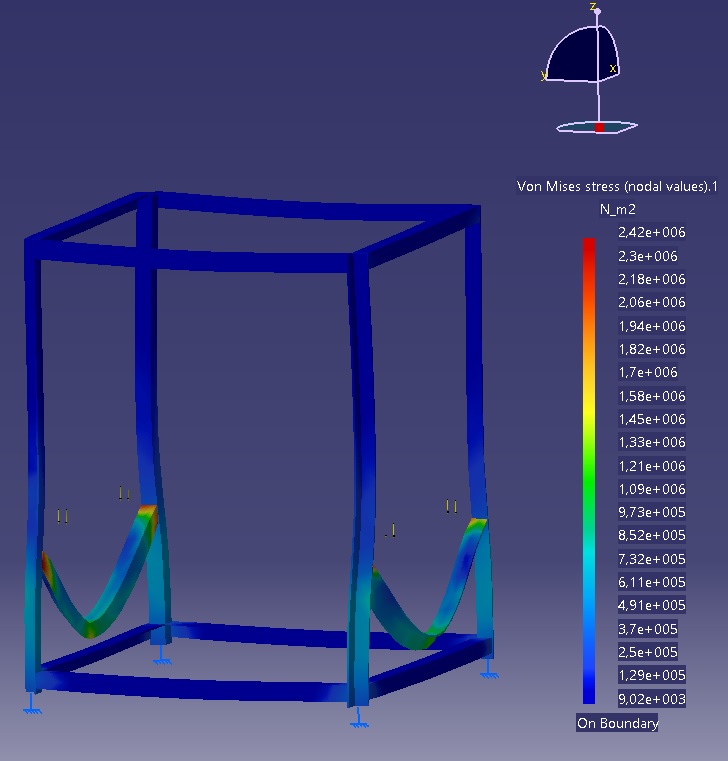 z
y
x
Von Mises stress (nodal values).1
N_m2
2,42e+006
2,3e+006
2,18e+006
2,06e+006
1,94e+006
1,82e+006
1,7e+006
1,58e+006
1,45e+006
1,33e+006
1,21e+006
1,09e+006
9,73e+005
8,52e+005
7,32e+005
6,11e+005
4,91e+005
3,7e+005
2,5e+005
1,29e+005
9,02e+003
On Boundary